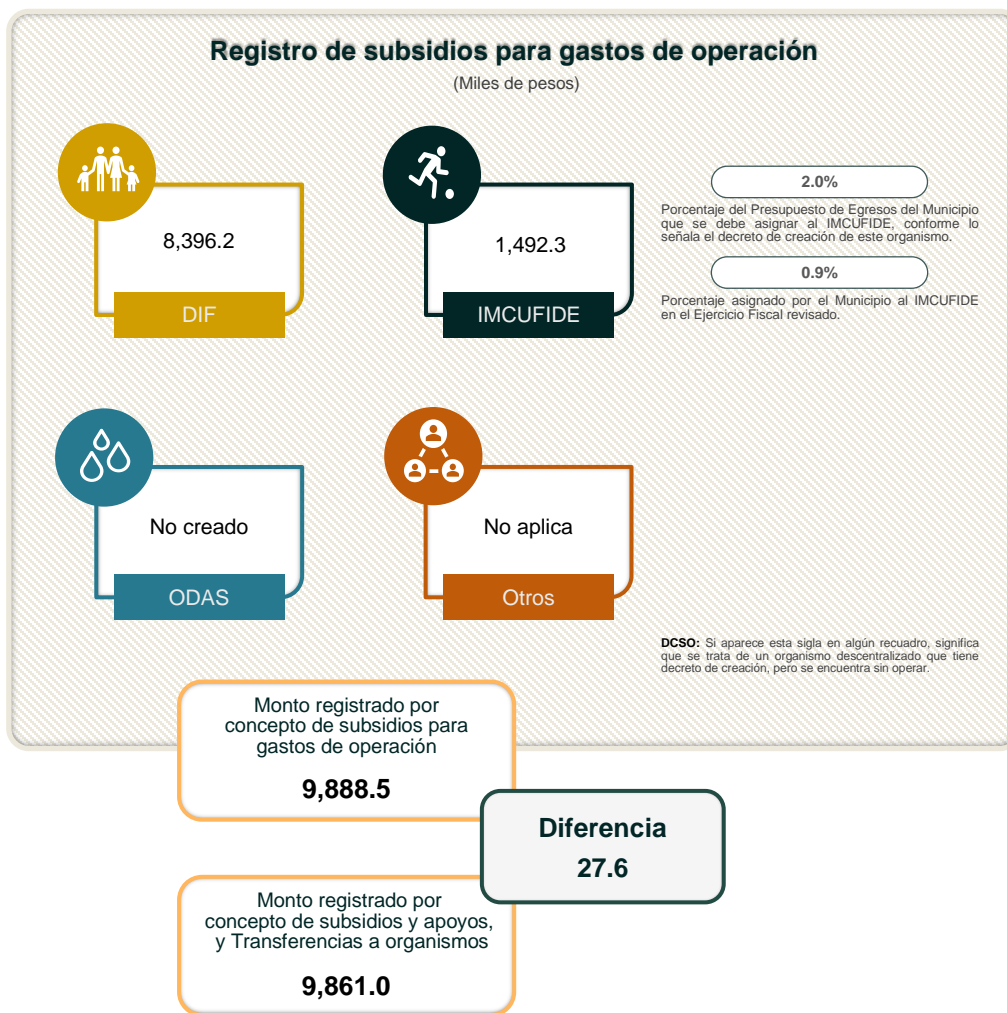 Registro de subsidios para gastos de operación
(Miles de pesos)
8,396.2
DIF
1,492.3
IMCUFIDE
2.0%
Porcentaje del Presupuesto de Egresos del Municipio
que se debe asignar al IMCUFIDE, conforme lo
señala el decreto de creación de este organismo.
0.9%
Porcentaje asignado por el Municipio al IMCUFIDE
en el Ejercicio Fiscal revisado.
No creado
ODAS
No aplica
Otros
DCSO: Si aparece esta sigla en algún recuadro, significa
que se trata de un organismo descentralizado que tiene
decreto de creación, pero se encuentra sin operar.
Monto registrado por
concepto de subsidios para
gastos de operación
9,888.5
Diferencia
27.6
Monto registrado por
concepto de subsidios y apoyos,
y Transferencias a organismos
9,861.0